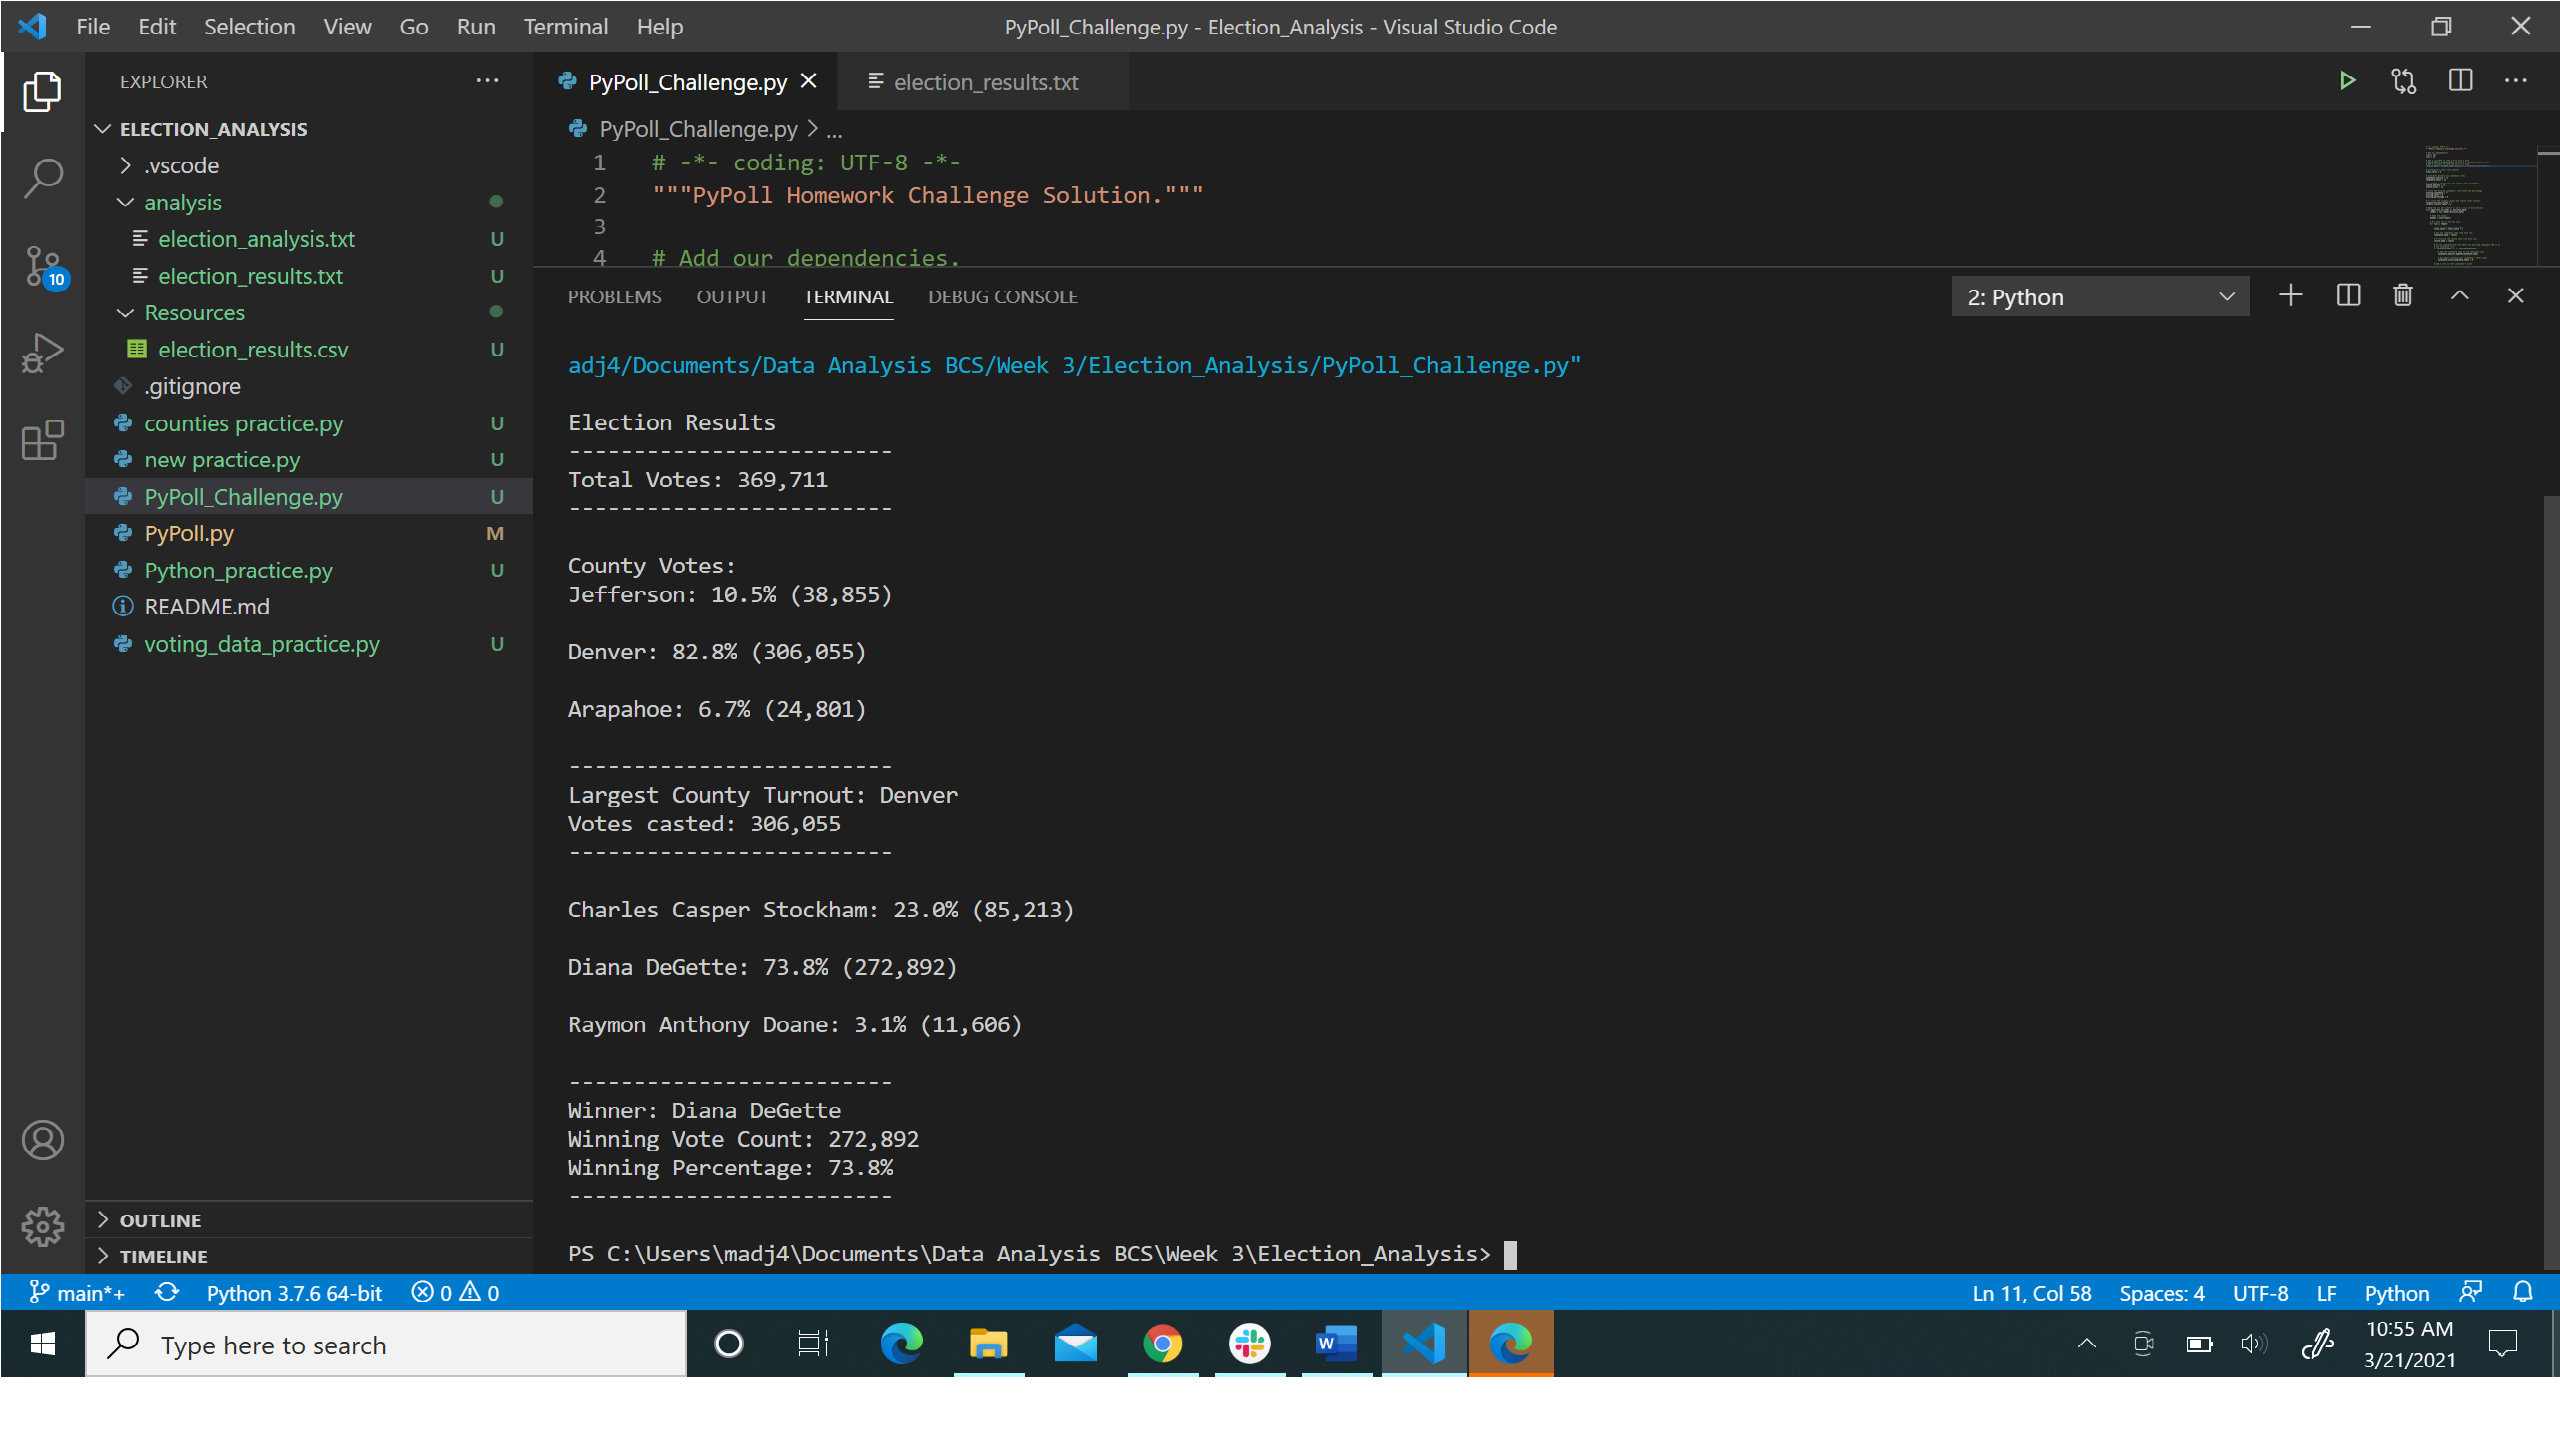 File Edit Selection View Go Run Terminal Help
PyPoll_Challenge.py - Election_Analysis - Visual Studio Code
EXPLORER
ELECTION_ANALYSIS
.vscode
analysis
election_analysis.txt U
election_results.txt U
Resources
election_results.csv U
.gitignore
counties practice.py U
new practice.py U
PyPoll_Challenge.py U
PyPoll.py M
Python_practice.py U
README.md
voting_data_practice.py U
OUTLINE
TIMELINE
10
PyPoll_Challenge.py
election_results.txt
PyPoll_Challenge.py > ...
1 # -*- coding: UTF-8 -*-
2 """PyPoll Homework Challenge Solution."""
3
4 # Add our dependencies.
PROBLEMS OUTPUT TERMINAL DEBUG CONSOLE
2: Python
adj4/Documents/Data Analysis BCS/Week 3/Election_Analysis/PyPoll_Challenge.py"
Election Results
-------------------------
Total Votes: 369,711
-------------------------
County Votes:
Jefferson: 10.5% (38,855)
Denver: 82.8% (306,055)
Arapahoe: 6.7% (24,801)
-------------------------
Largest County Turnout: Denver
Votes casted: 306,055
-------------------------
Charles Casper Stockham: 23.0% (85,213)
Diana DeGette: 73.8% (272,892)
Raymon Anthony Doane: 3.1% (11,606)
-------------------------
Winner: Diana DeGette
Winning Vote Count: 272,892
Winning Percentage: 73.8%
-------------------------
PS C:\Users\madj4\Documents\Data Analysis BCS\Week 3\Election_Analysis>
main*+ Python 3.7.6 64-bit 0 0
Ln 11, Col 58 Spaces: 4 UTF-8 LF Python
Type here to search
W
10:55 AM
3/21/2021